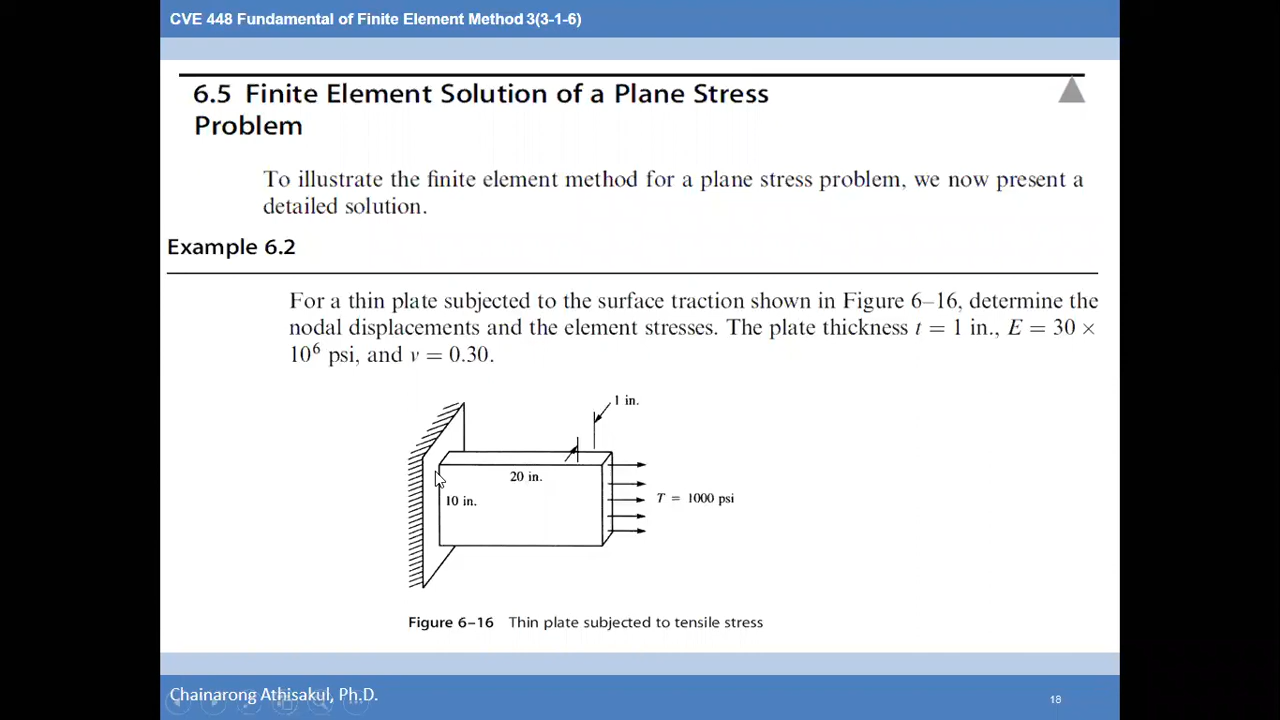 CVE 448 Fundamental of Finite Element Method 3(3-1-6)
6.5 Finite Element Solution of a Plane Stress
Problem
To illustrate the finite element method for a plane stress problem, we now present a
detailed solution.
Example 6.2
For a thin plate subjected to the surface traction shown in Figure 6–16, determine the
nodal displacements and the element stresses. The plate thickness t = 1 in., E = 30 ×
10⁶ psi, and ν = 0.30.
1 in.
20 in.
10 in.
T = 1000 psi
Figure 6–16 Thin plate subjected to tensile stress
Chainarong Athisakul, Ph.D.
18